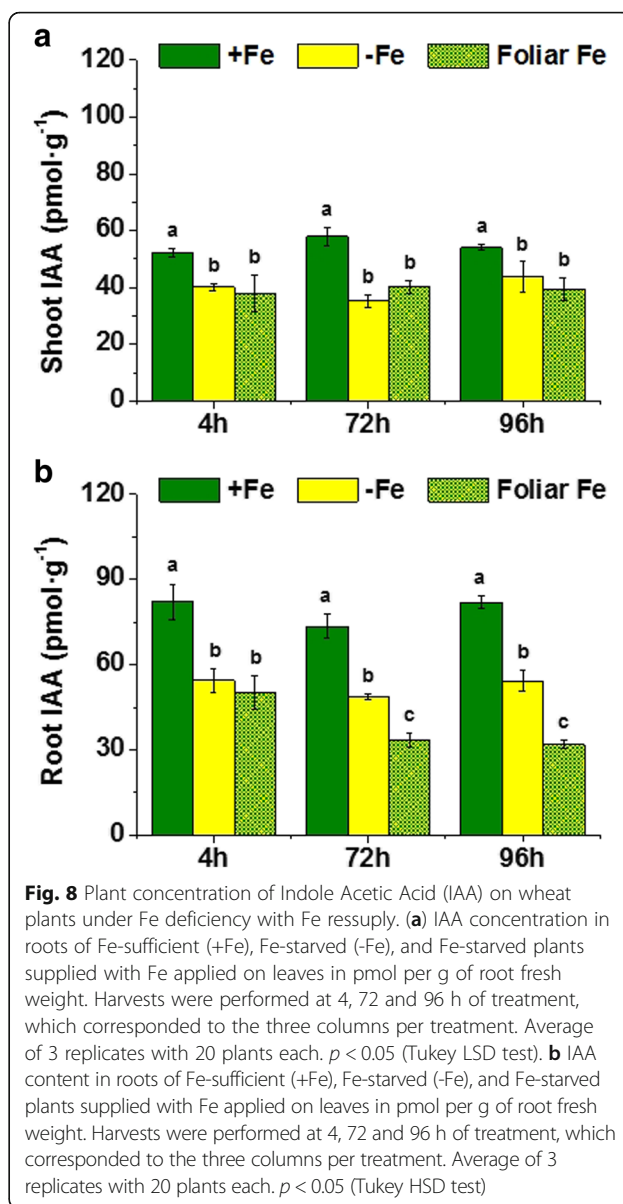 a
+Fe -Fe Foliar Fe
Shoot IAA (pmol·g⁻¹)
120
100
80
60
40
20
0
a b b a b b a b b
4h 72h 96h
b
+Fe -Fe Foliar Fe
Root IAA (pmol·g⁻¹)
120
90
60
30
0
a b b a b c a b c
4h 72h 96h
Fig. 8 Plant concentration of Indole Acetic Acid (IAA) on wheat
plants under Fe deficiency with Fe ressuply. (a) IAA concentration in
roots of Fe-sufficient (+Fe), Fe-starved (-Fe), and Fe-starved plants
supplied with Fe applied on leaves in pmol per g of root fresh
weight. Harvests were performed at 4, 72 and 96 h of treatment,
which corresponded to the three columns per treatment. Average
of 3 replicates with 20 plants each. p < 0.05 (Tukey LSD test). b IAA
content in roots of Fe-sufficient (+Fe), Fe-starved (-Fe), and Fe-starved
plants supplied with Fe applied on leaves in pmol per g of root fresh
weight. Harvests were performed at 4, 72 and 96 h of treatment, which
corresponded to the three columns per treatment. Average of 3
replicates with 20 plants each. p < 0.05 (Tukey HSD test)